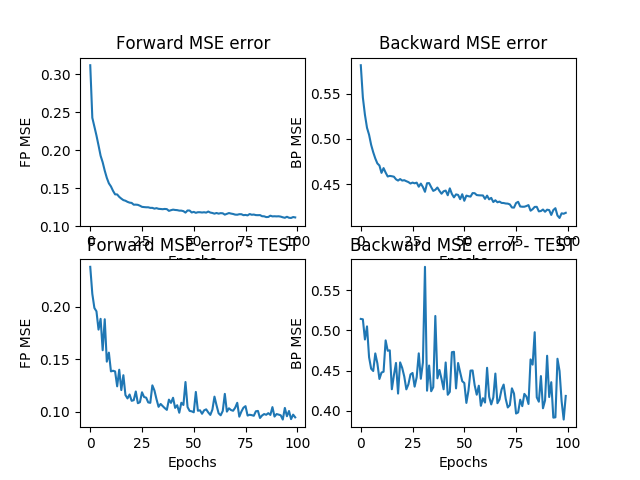 Forward MSE error
FP MSE
0.30
0.25
0.20
0.15
0.10
0 25 50 75 100
Epochs
Backward MSE error
BP MSE
0.55
0.50
0.45
0 25 50 75 100
Epochs
Forward MSE error - TEST
FP MSE
0.20
0.15
0.10
0 25 50 75 100
Epochs
Backward MSE error - TEST
BP MSE
0.55
0.50
0.45
0.40
0 25 50 75 100
Epochs